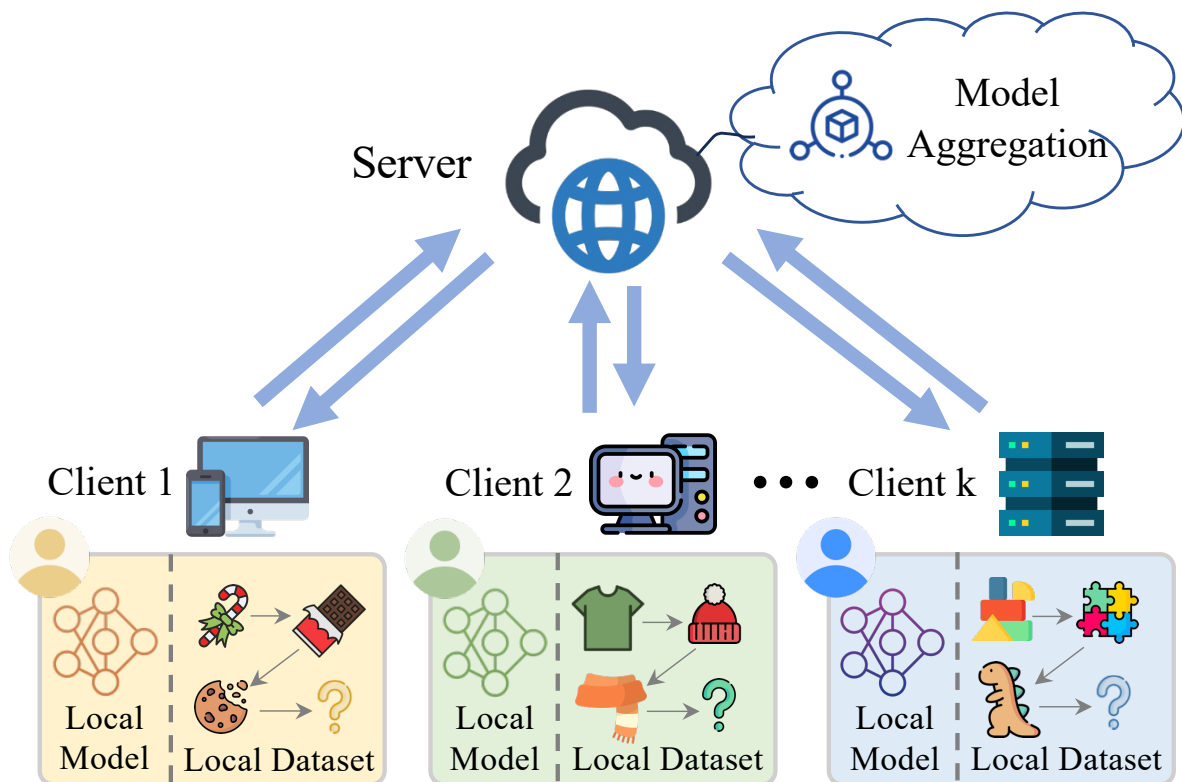 Model
Aggregation
Server
Client 1
Client 2
Client k
Local
Model
Local Dataset
Local
Model
Local Dataset
Local
Model
Local Dataset